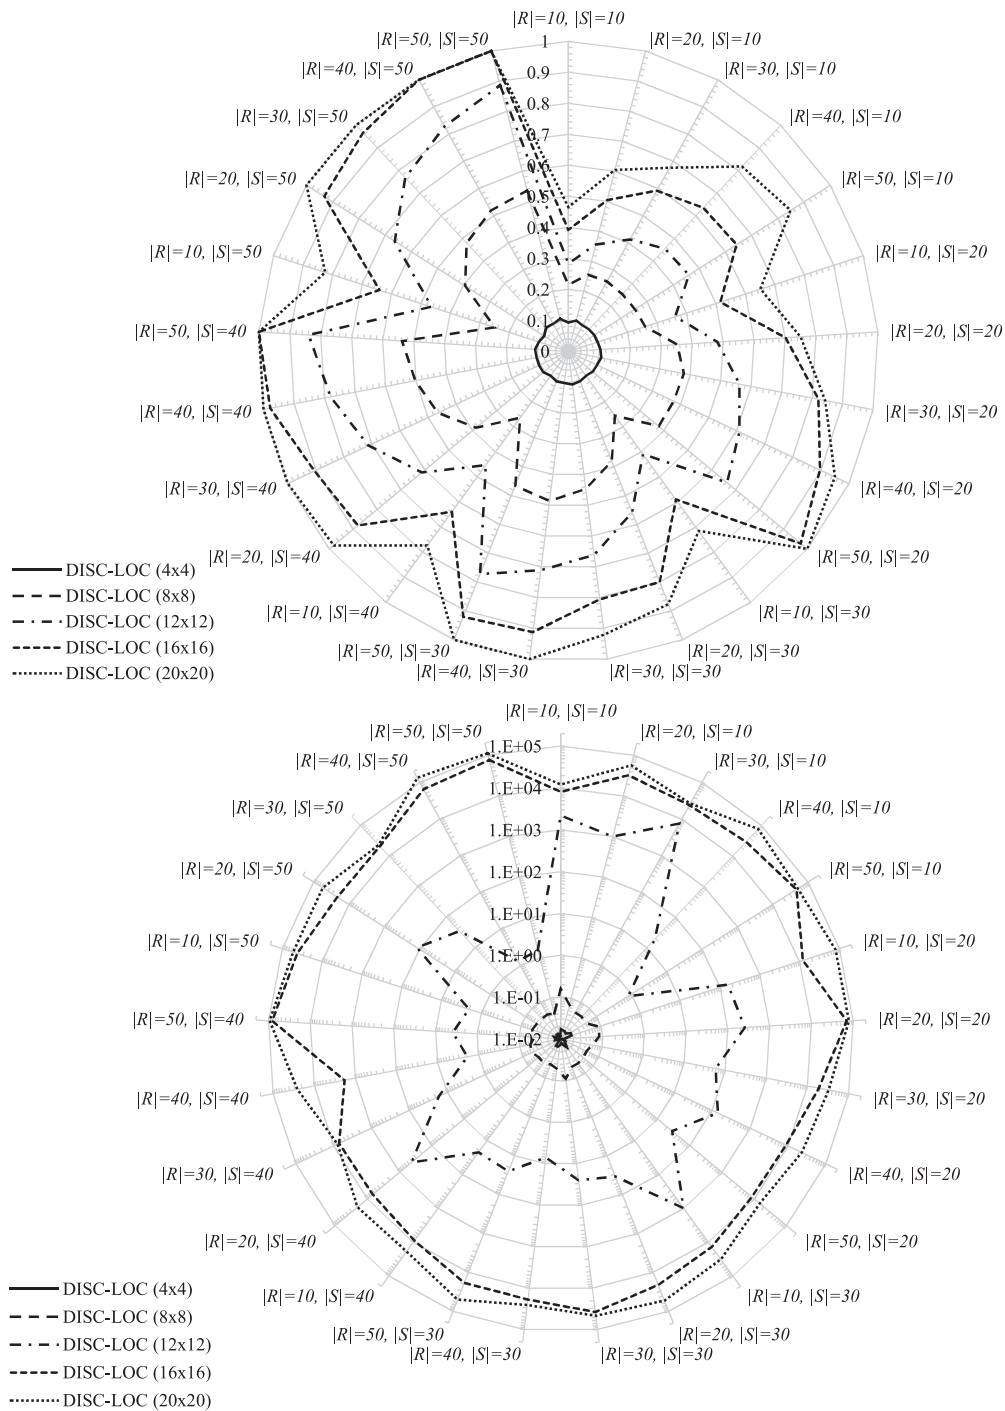 |R|=10, |S|=10
|R|=20, |S|=10
|R|=30, |S|=10
|R|=40, |S|=10
|R|=50, |S|=10
|R|=10, |S|=20
|R|=20, |S|=20
|R|=30, |S|=20
|R|=40, |S|=20
|R|=50, |S|=20
|R|=10, |S|=30
|R|=20, |S|=30
|R|=30, |S|=30
|R|=40, |S|=30
|R|=50, |S|=30
|R|=10, |S|=40
|R|=20, |S|=40
|R|=30, |S|=40
|R|=40, |S|=40
|R|=50, |S|=40
|R|=10, |S|=50
|R|=20, |S|=50
|R|=30, |S|=50
|R|=40, |S|=50
|R|=50, |S|=50
1
0.9
0.8
0.7
0.6
0.5
0.4
0.3
0.2
0.1
0
DISC-LOC (4x4)
DISC-LOC (8x8)
DISC-LOC (12x12)
DISC-LOC (16x16)
DISC-LOC (20x20)
|R|=10, |S|=10
|R|=20, |S|=10
|R|=30, |S|=10
|R|=40, |S|=10
|R|=50, |S|=10
|R|=10, |S|=20
|R|=20, |S|=20
|R|=30, |S|=20
|R|=40, |S|=20
|R|=50, |S|=20
|R|=10, |S|=30
|R|=20, |S|=30
|R|=30, |S|=30
|R|=40, |S|=30
|R|=50, |S|=30
|R|=10, |S|=40
|R|=20, |S|=40
|R|=30, |S|=40
|R|=40, |S|=40
|R|=50, |S|=40
|R|=10, |S|=50
|R|=20, |S|=50
|R|=30, |S|=50
|R|=40, |S|=50
|R|=50, |S|=50
1.E+05
1.E+04
1.E+03
1.E+02
1.E+01
1.E+00
1.E-01
1.E-02
DISC-LOC (4x4)
DISC-LOC (8x8)
DISC-LOC (12x12)
DISC-LOC (16x16)
DISC-LOC (20x20)